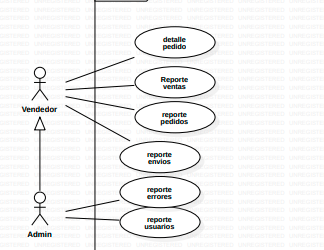 detalle
pedido
Reporte
ventas
Vendedor
reporte
pedidos
reporte
envios
reporte
errores
reporte
usuarios
Admin